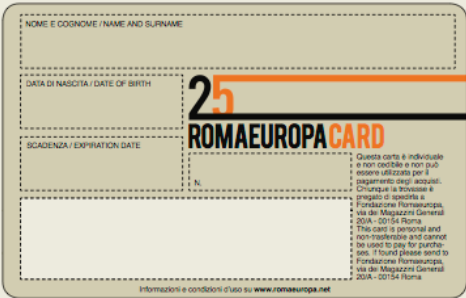 NOME E COGNOME / NAME AND SURNAME
DATA DI NASCITA / DATE OF BIRTH
25
ROMAEUROPACARD
SCADENZA / EXPIRATION DATE
N.
Questa carta è individuale
e non cedibile e non può
essere utilizzata per il
pagamento degli acquisti.
Chiunque la trovasse è
pregato di spedirla a
Fondazione Romaeuropa,
via dei Magazzini Generali
20/A - 00154 Roma
This card is personal and
non-trasferable and cannot
be used to pay for purcha-
ses. If found please send to
Fondazione Romaeuropa,
via dei Magazzini Generali
20/A - 00154 Roma
Informazioni e condizioni d'uso su www.romaeuropa.net